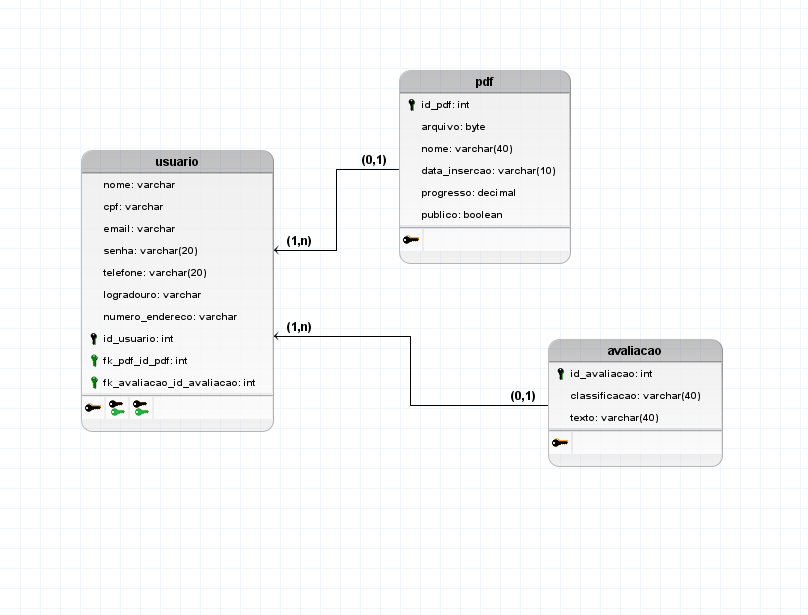 pdf
id_pdf: int
arquivo: byte
nome: varchar(40)
data_insercao: varchar(10)
progresso: decimal
publico: boolean
(0,1)
usuario
nome: varchar
cpf: varchar
email: varchar
senha: varchar(20)
telefone: varchar(20)
logradouro: varchar
numero_endereco: varchar
id_usuario: int
fk_pdf_id_pdf: int
fk_avaliacao_id_avaliacao: int
(1,n)
(1,n)
(0,1)
avaliacao
id_avaliacao: int
classificacao: varchar(40)
texto: varchar(40)